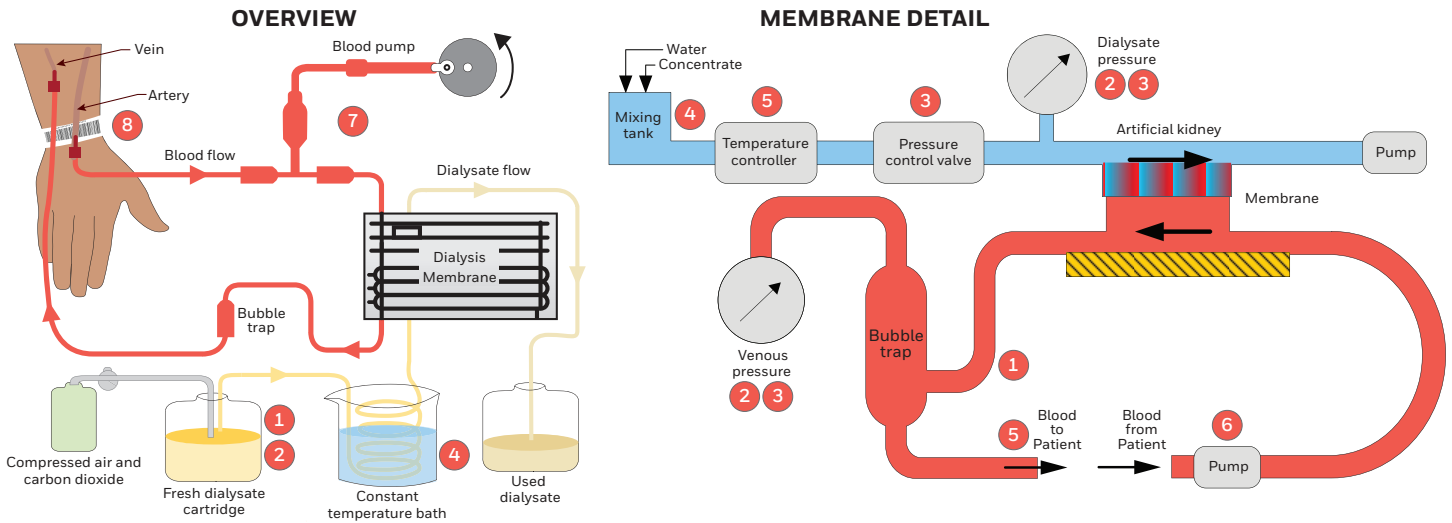 OVERVIEW
Vein
Artery
8
Blood flow
Blood pump
7
Dialysate flow
Dialysis
Membrane
Bubble
trap
Compressed air and
carbon dioxide
1
2
Fresh dialysate
cartridge
4
Constant
temperature bath
Used
dialysate
MEMBRANE DETAIL
Water
Concentrate
Mixing
tank
4
5
Temperature
controller
3
Pressure
control valve
Dialysate
pressure
2 3
Artificial kidney
Pump
Membrane
Venous
pressure
2 3
Bubble
trap
1
5
Blood
to
Patient
Blood
from
Patient
6
Pump